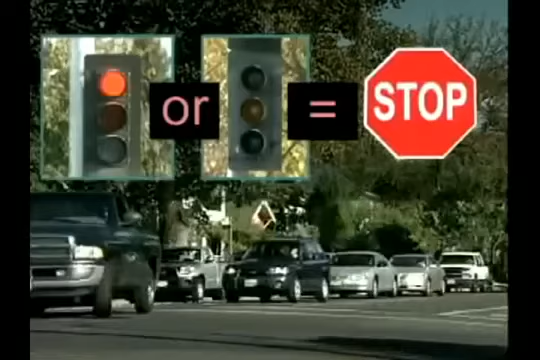 or = STOP